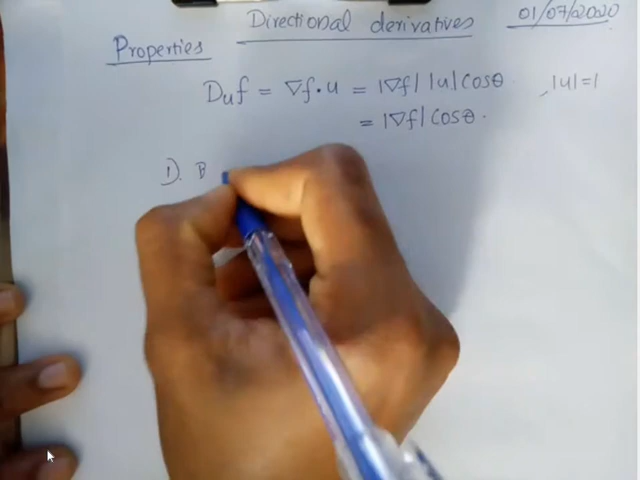 Directional derivatives 01/07/2020
Properties
Duf = ∇f·u = |∇f| |u| Cosθ , |u| = 1
= |∇f| Cosθ.
1). B